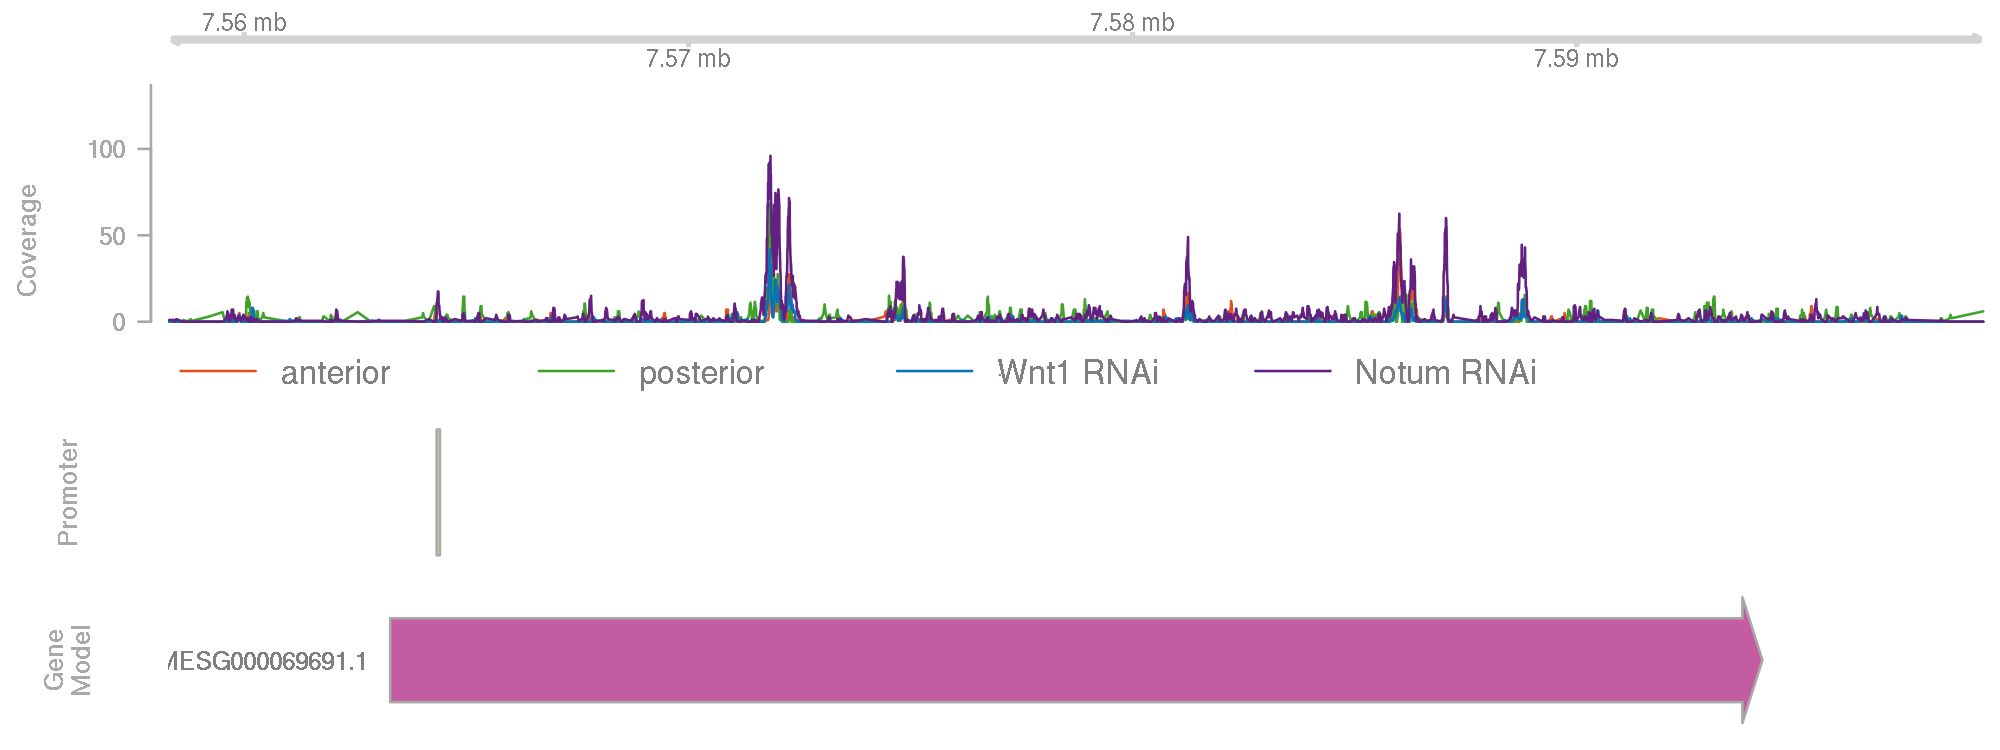 7.56 mb
7.58 mb
7.57 mb
7.59 mb
Coverage
100
50
0
anterior
posterior
Wnt1 RNAi
Notum RNAi
Promoter
Gene
Model
MESG000069691.1